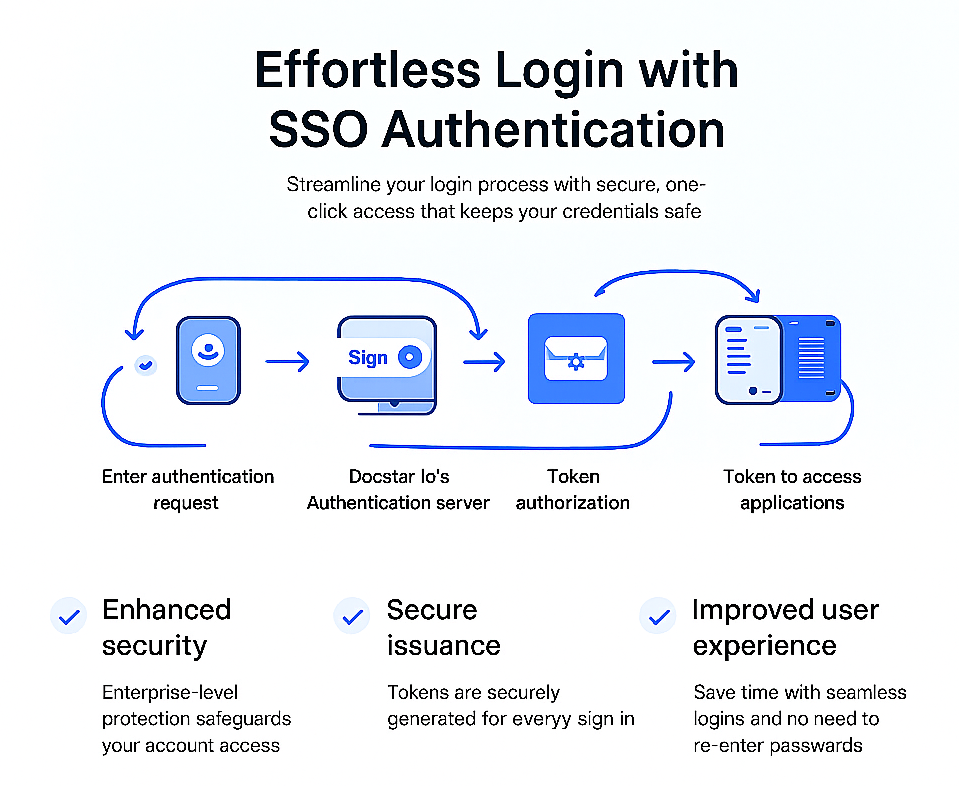 Effortless Login with
SSO Authentication
Streamline your login process with secure, one-
click access that keeps your credentials safe
Sign
Enter authentication
request
Docstar Io's
Authentication server
Token
authorization
Token to access
applications
Enhanced
security
Enterprise-level
protection safeguards
your account access
Secure
issuance
Tokens are securely
generated for everyy sign in
Improved user
experience
Save time with seamless
logins and no need to
re-enter passwards